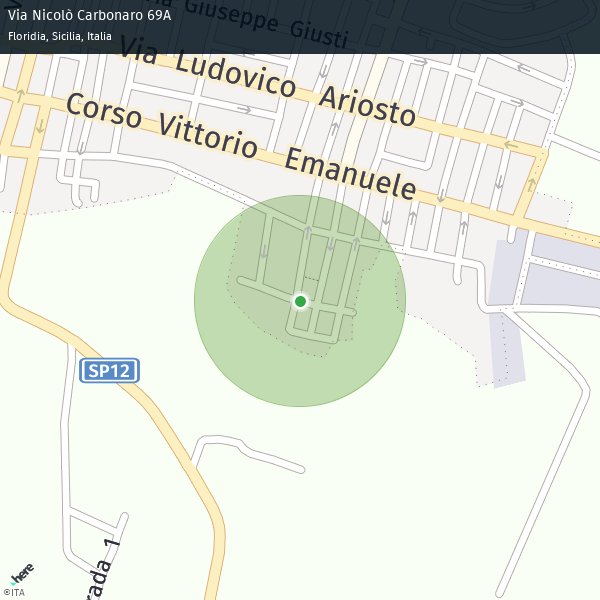 Via Nicolò Carbonaro 69A
Floridia, Sicilia, Italia
Via Giuseppe Giusti
Via Ludovico Ariosto
Corso Vittorio Emanuele
SP12
rada 1
here
©ITA